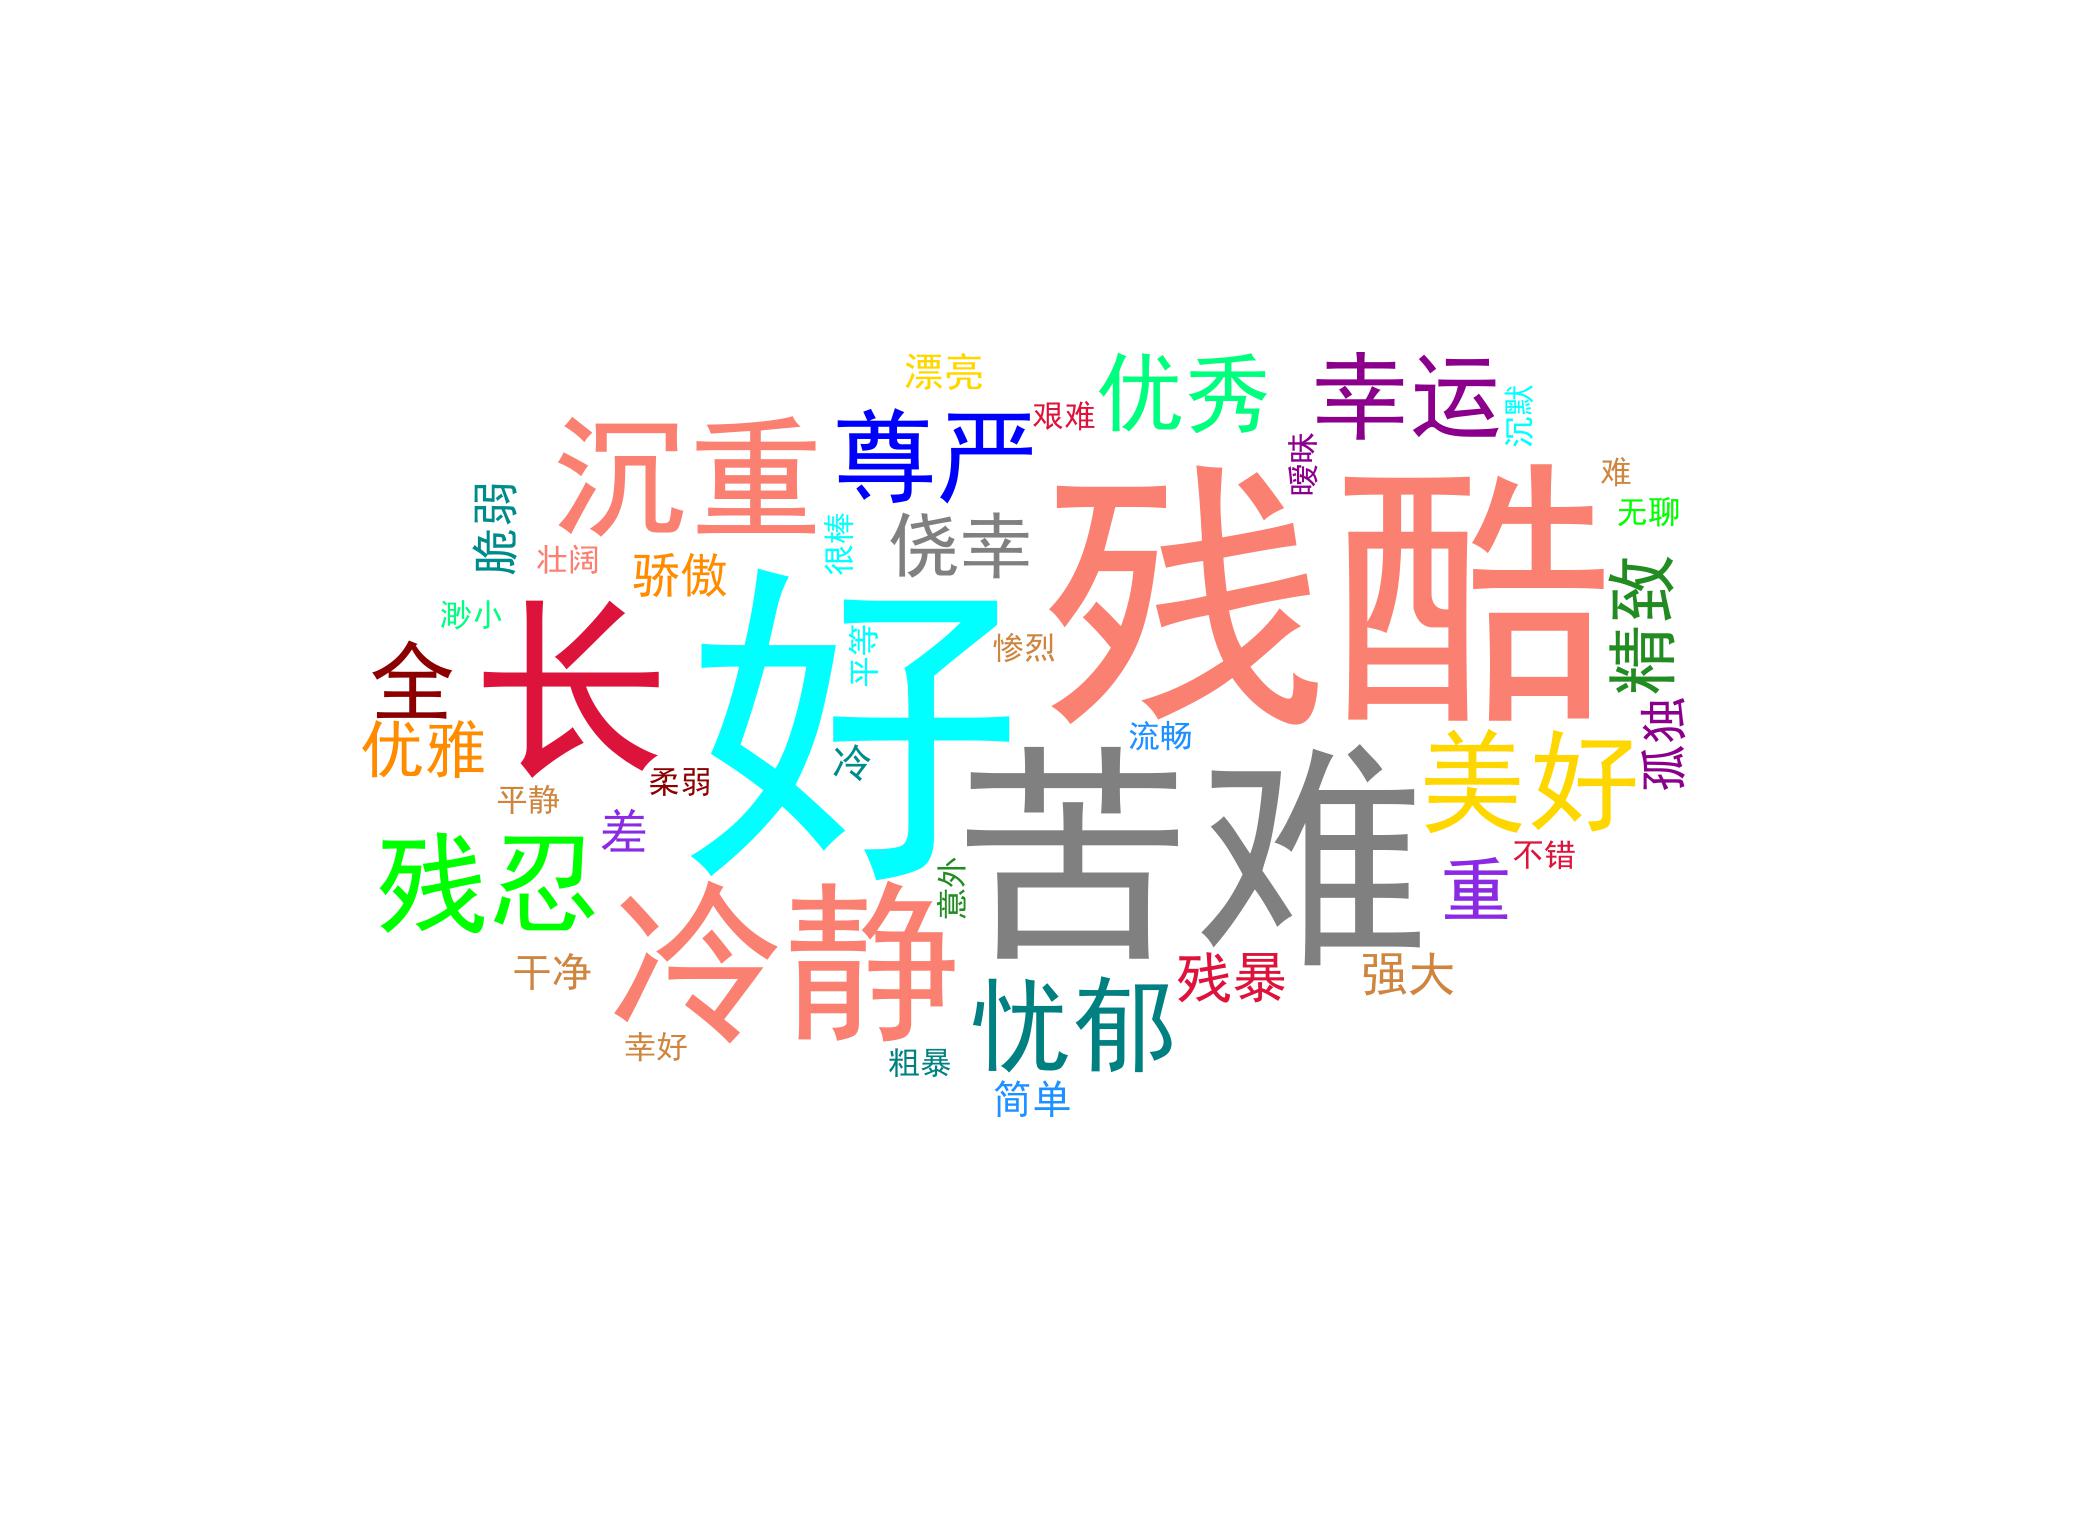 漂亮
优秀
幸运
艰难
沉默
沉重
尊严
暧昧
残酷
难
脆弱
无聊
壮阔
很棒
侥幸
骄傲
精致
渺小
长
好
平等
惨烈
全
孤独
优雅
冷
流畅
柔弱
苦难
美好
平静
差
不错
残忍
意外
重
冷静
干净
残暴
强大
忧郁
幸好
粗暴
简单